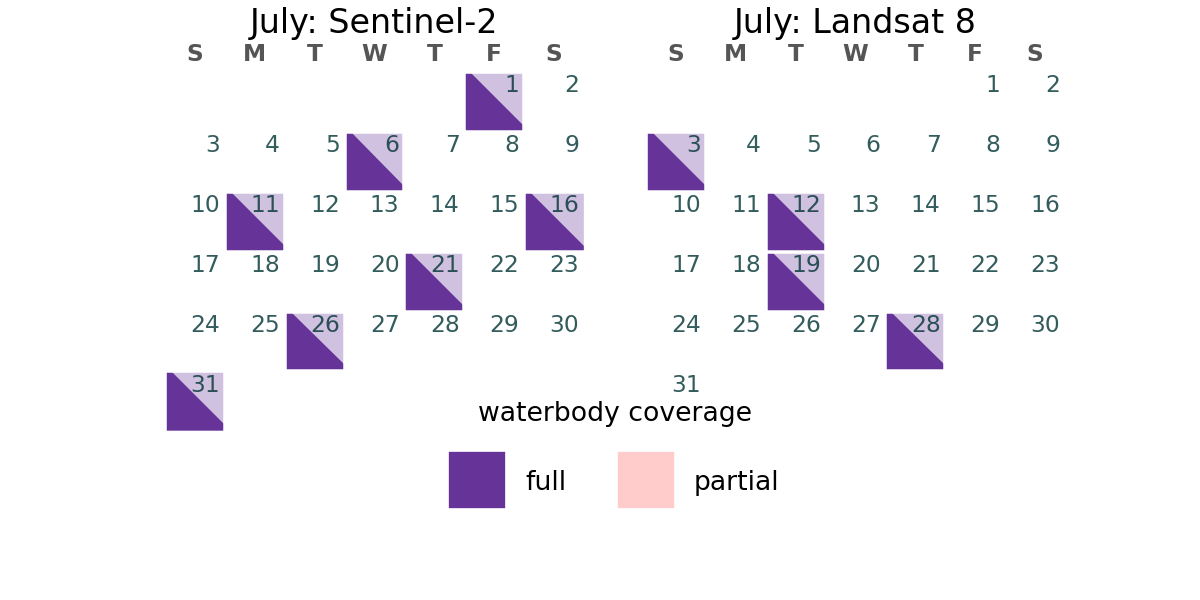 July: Sentinel-2
S M T W T F S
1 2
3 4 5 6 7 8 9
10 11 12 13 14 15 16
17 18 19 20 21 22 23
24 25 26 27 28 29 30
31
July: Landsat 8
S M T W T F S
1 2
3 4 5 6 7 8 9
10 11 12 13 14 15 16
17 18 19 20 21 22 23
24 25 26 27 28 29 30
31
waterbody coverage
full
partial